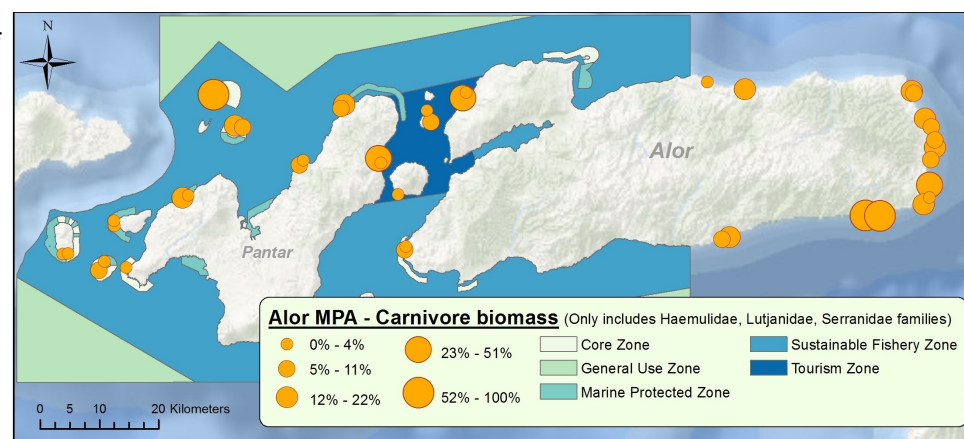 N
Alor
Pantar
Alor MPA - Carnivore biomass (Only includes Haemulidae, Lutjanidae, Serranidae families)
0% - 4%
5% - 11%
12% - 22%
23% - 51%
52% - 100%
Core Zone
General Use Zone
Marine Protected Zone
Sustainable Fishery Zone
Tourism Zone
0 5 10 20 Kilometers